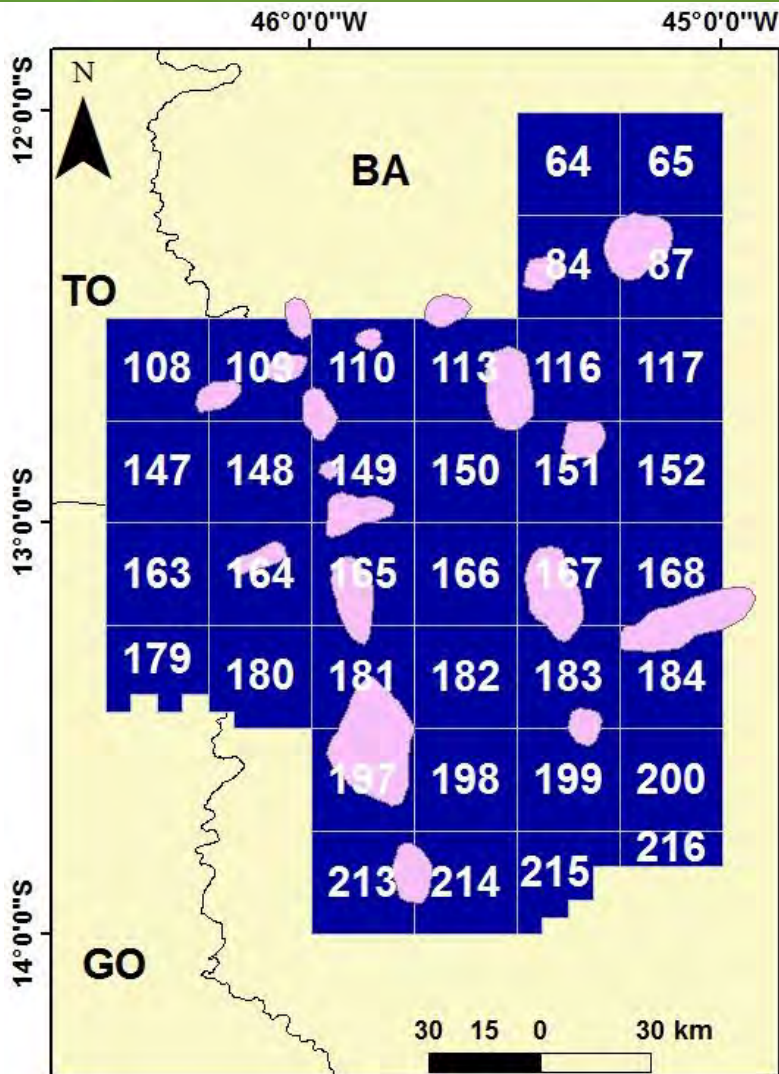 46°0'0"W 45°0'0"W
N
12°0'0"S
BA
64 65
84 87
TO
108 109 110 113 116 117
147 148 149 150 151 152
13°0'0"S
163 164 165 166 167 168
179 180 181 182 183 184
197 198 199 200
213 214 215 216
14°0'0"S
GO
30 15 0 30 km